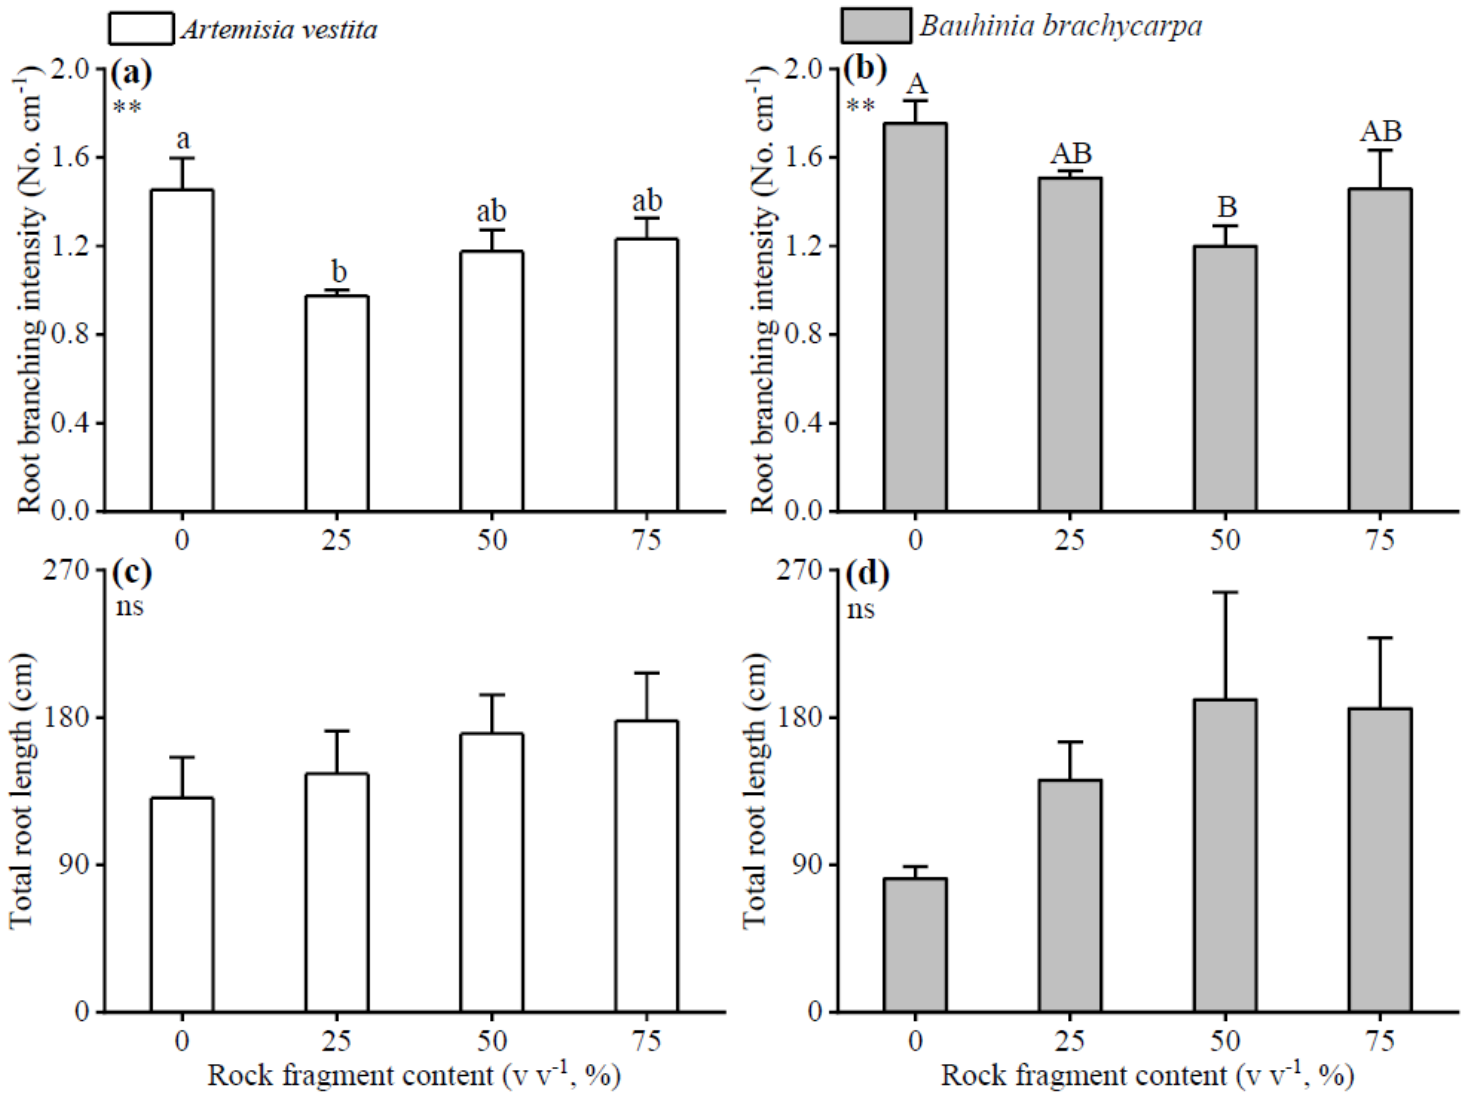 Artemisia vestita
Bauhinia brachycarpa
(a)
**
Root branching intensity (No. cm⁻¹)
2.0
1.6
1.2
0.8
0.4
0.0
a
b
ab
ab
0 25 50 75
(b)
**
Root branching intensity (No. cm⁻¹)
2.0
1.6
1.2
0.8
0.4
0.0
A
AB
B
AB
0 25 50 75
(c)
ns
Total root length (cm)
270
180
90
0
0 25 50 75
Rock fragment content (v v⁻¹, %)
(d)
ns
Total root length (cm)
270
180
90
0
0 25 50 75
Rock fragment content (v v⁻¹, %)